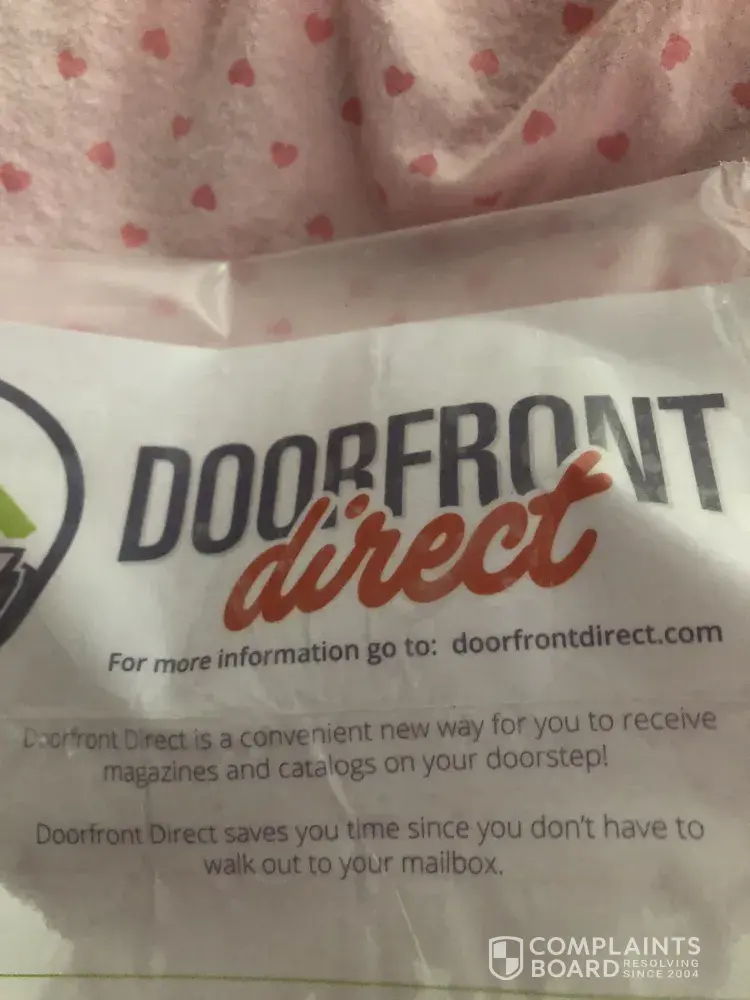 DOORFRONT
direct
For more information go to: doorfrontdirect.com
Doorfront Direct is a convenient new way for you to receive
magazines and catalogs on your doorstep!
Doorfront Direct saves you time since you don't have to
walk out to your mailbox.
COMPLAINTS
BOARD RESOLVING
SINCE 2004